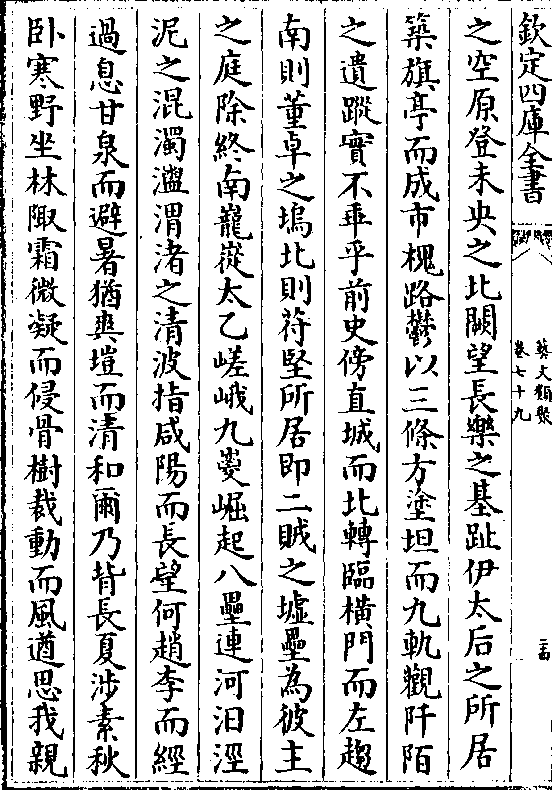 欽定四庫全書
藝文類聚
卷七十九
之空原登未央之北闕望長樂之基趾伊太后之所居
築旗亭而成市槐路鬱以三條方塗坦而九軌觀阡陌
之遺蹤實不乖乎前史傍直城而北轉臨橫門而左趨
南則董卓之塢北則苻堅所居即二賊之墟壘為彼主
之庭除終南巃嵸太乙嵯峨九嵏崛起八壘連河汨涇
泥之混濁灆渭渚之清波指咸陽而長望何趙李而經
過息甘泉而避暑猶爽塏而清和爾乃背長夏涉素秋
卧寒野坐林陬霜微凝而侵骨樹裁動而風遒思我親